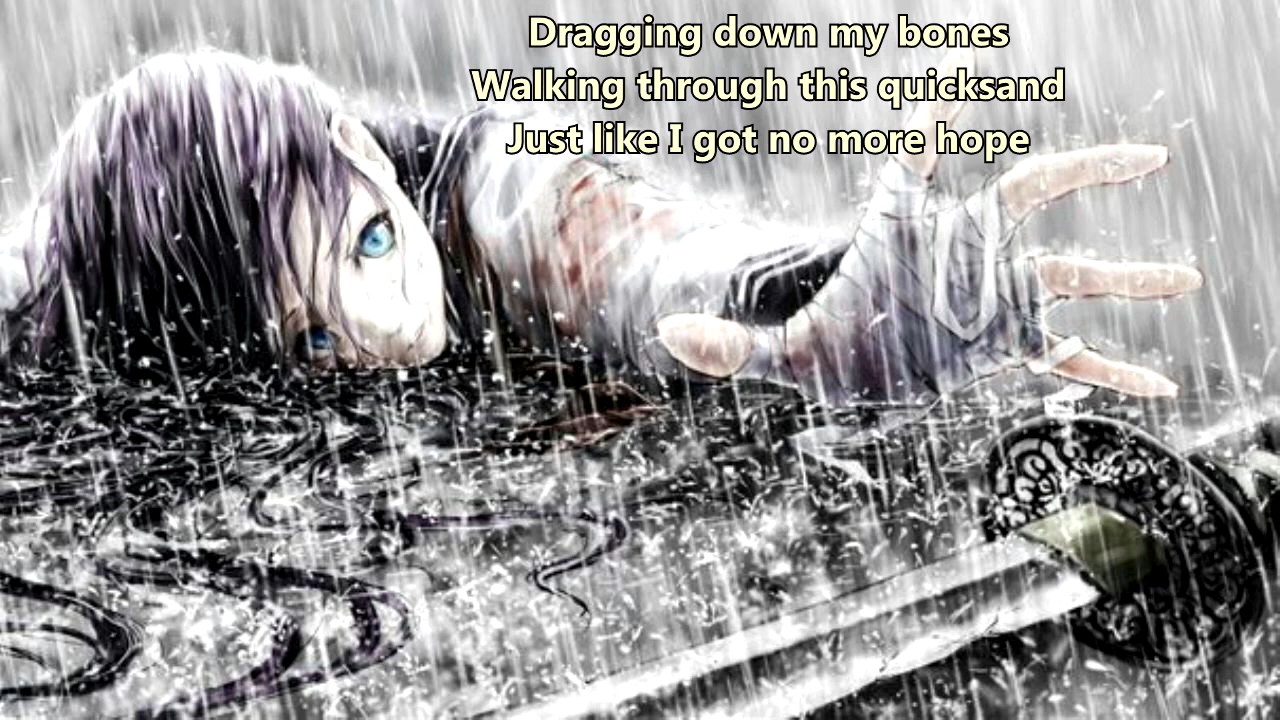 Dragging down my bones
Walking through this quicksand
Just like I got no more hope